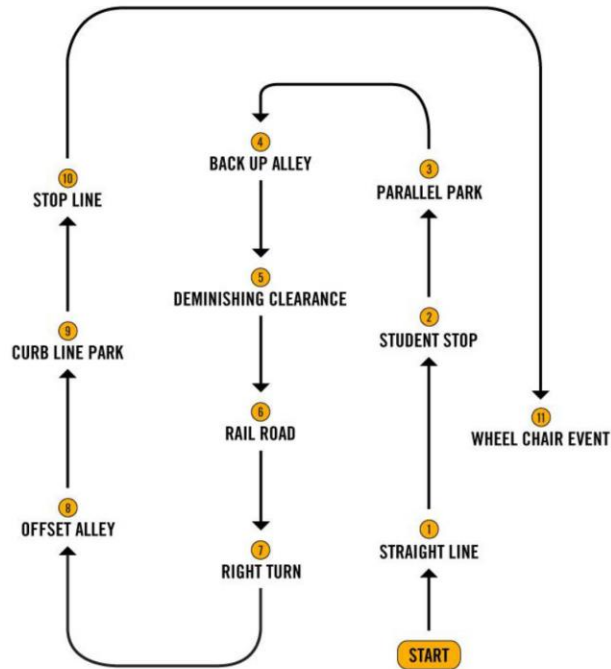 START
1
STRAIGHT LINE
2
STUDENT STOP
3
PARALLEL PARK
4
BACK UP ALLEY
5
DEMINISHING CLEARANCE
6
RAIL ROAD
7
RIGHT TURN
8
OFFSET ALLEY
9
CURB LINE PARK
10
STOP LINE
11
WHEEL CHAIR EVENT